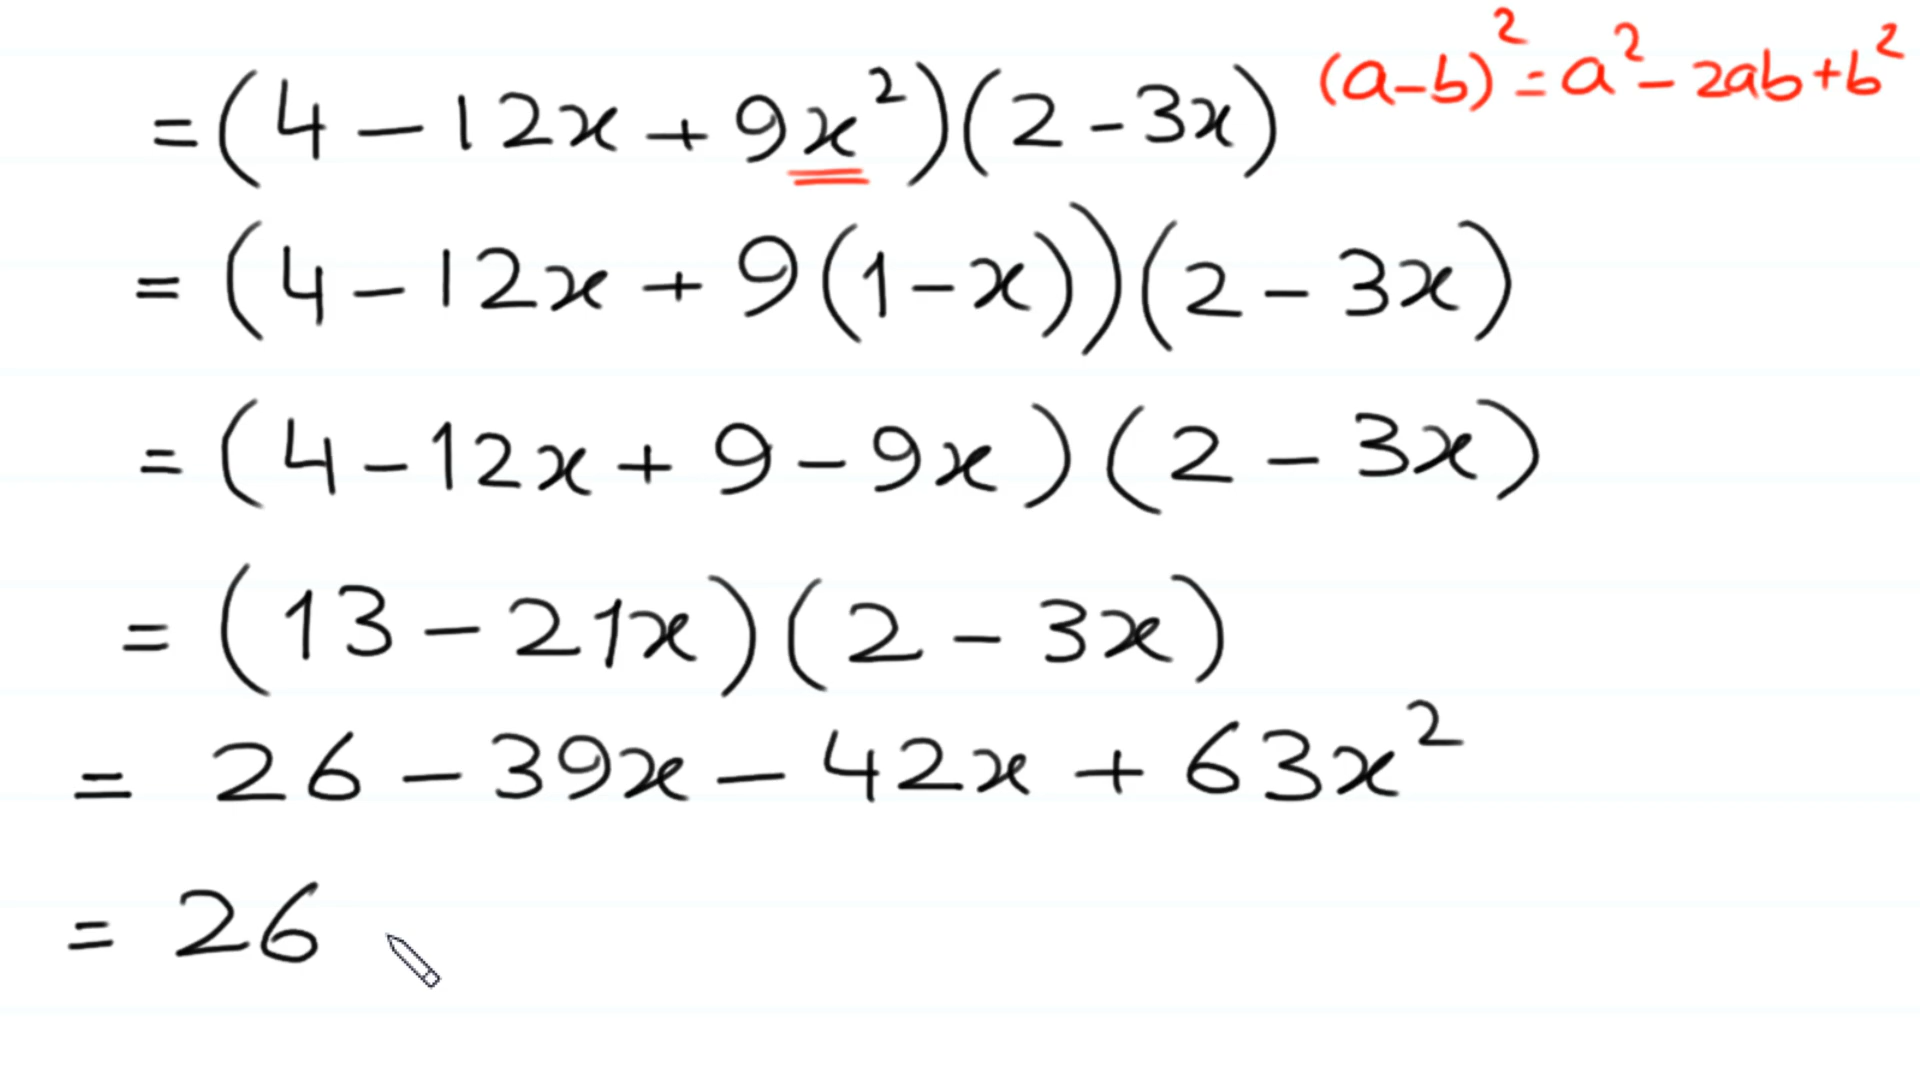 = (4 − 12x + 9x²)(2 − 3x) (a−b)² = a² − 2ab + b²
= (4 − 12x + 9(1 − x))(2 − 3x)
= (4 − 12x + 9 − 9x)(2 − 3x)
= (13 − 21x)(2 − 3x)
= 26 − 39x − 42x + 63x²
= 26